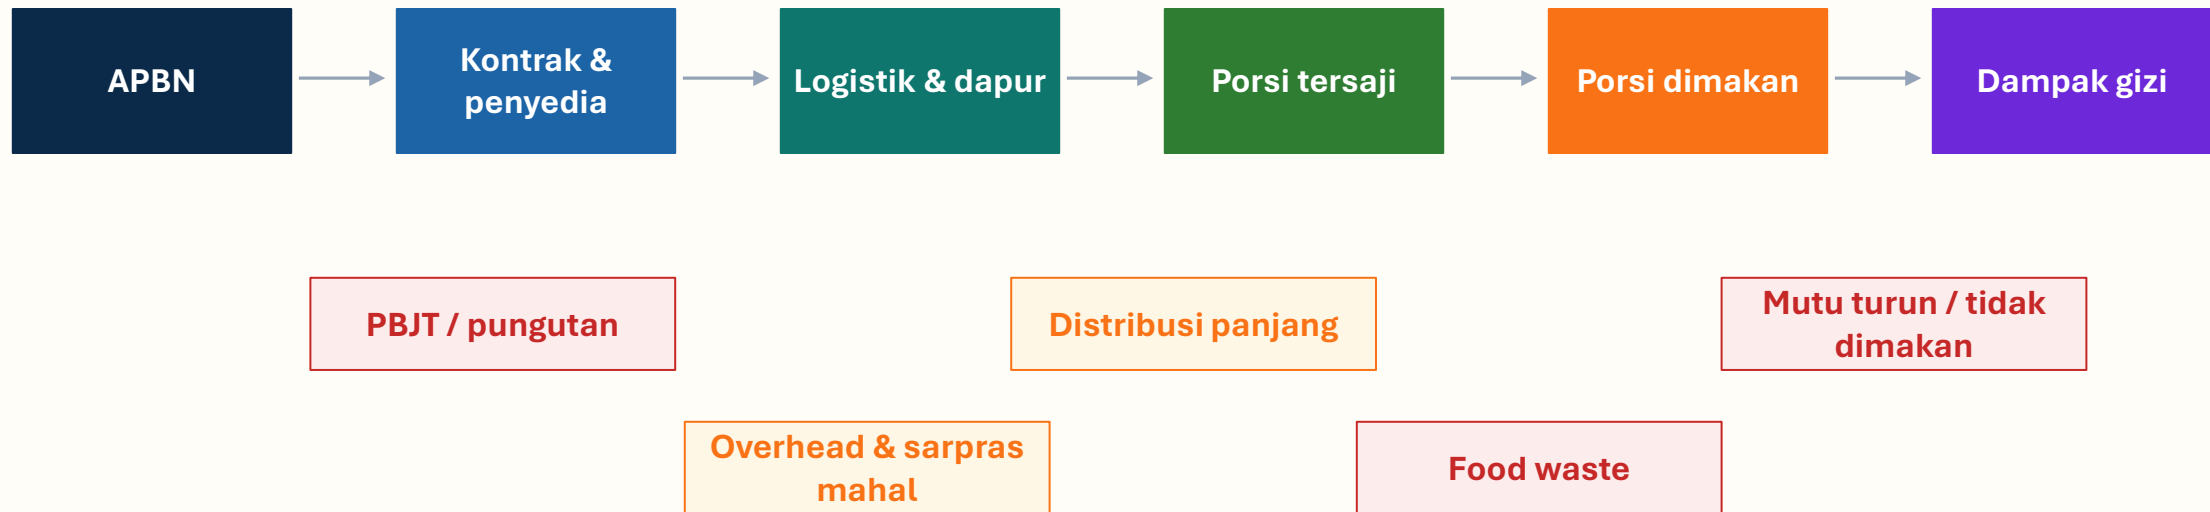 APBN
Kontrak &
penyedia
Logistik & dapur
Porsi tersaji
Porsi dimakan
Dampak gizi
PBJT / pungutan
Distribusi panjang
Mutu turun / tidak
dimakan
Overhead & sarpras
mahal
Food waste